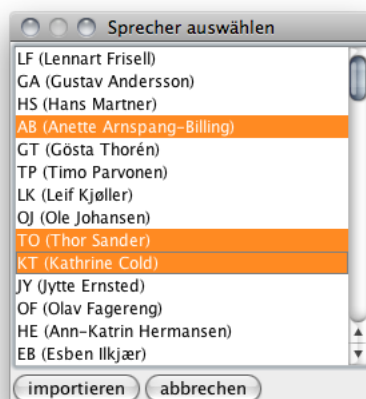 Sprecher auswählen
LF (Lennart Frisell)
GA (Gustav Andersson)
HS (Hans Martner)
AB (Anette Arnspang-Billing)
GT (Gösta Thorén)
TP (Timo Parvonen)
LK (Leif Kjøller)
OJ (Ole Johansen)
TO (Thor Sander)
KT (Kathrine Cold)
JY (Jytte Ernsted)
OF (Olav Fagereng)
HE (Ann-Katrin Hermansen)
EB (Esben Ilkjær)
importieren abbrechen